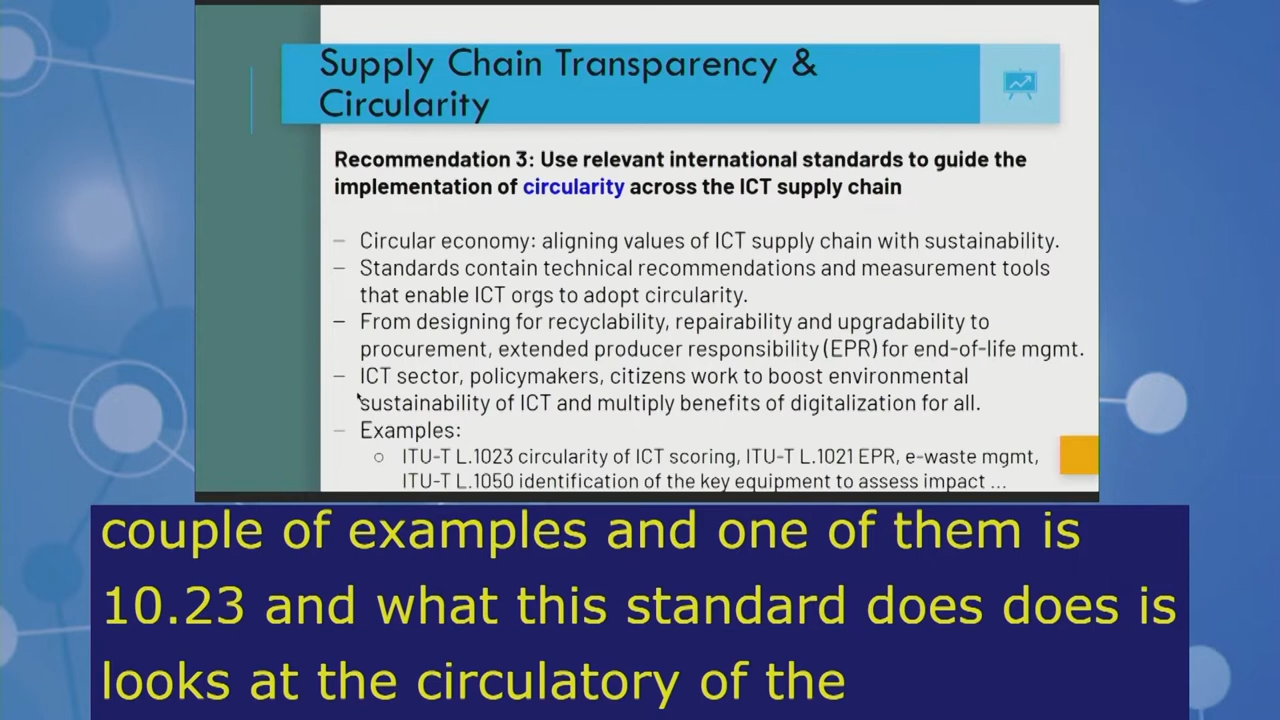 Supply Chain Transparency &
Circularity
Recommendation 3: Use relevant international standards to guide the
implementation of circularity across the ICT supply chain
– Circular economy: aligning values of ICT supply chain with sustainability.
– Standards contain technical recommendations and measurement tools
that enable ICT orgs to adopt circularity.
– From designing for recyclability, repairability and upgradability to
procurement, extended producer responsibility (EPR) for end-of-life mgmt.
– ICT sector, policymakers, citizens work to boost environmental
sustainability of ICT and multiply benefits of digitalization for all.
– Examples:
○ ITU-T L.1023 circularity of ICT scoring, ITU-T L.1021 EPR, e-waste mgmt,
ITU-T L.1050 identification of the key equipment to assess impact ...
couple of examples and one of them is
10.23 and what this standard does does is
looks at the circulatory of the